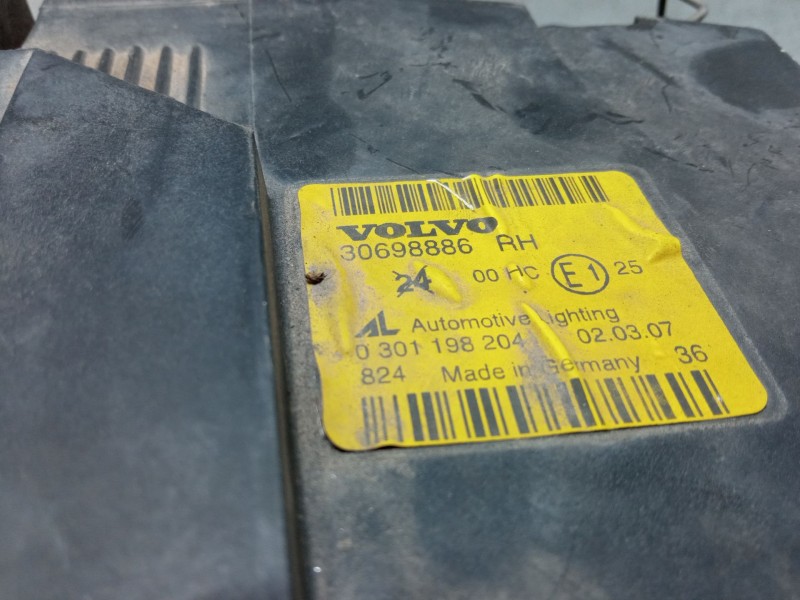 VOLVO
30698886 RH
24 00 HC E1 25
AL Automotive Lighting
0 301 198 204 02.03.07
824 Made in Germany 36